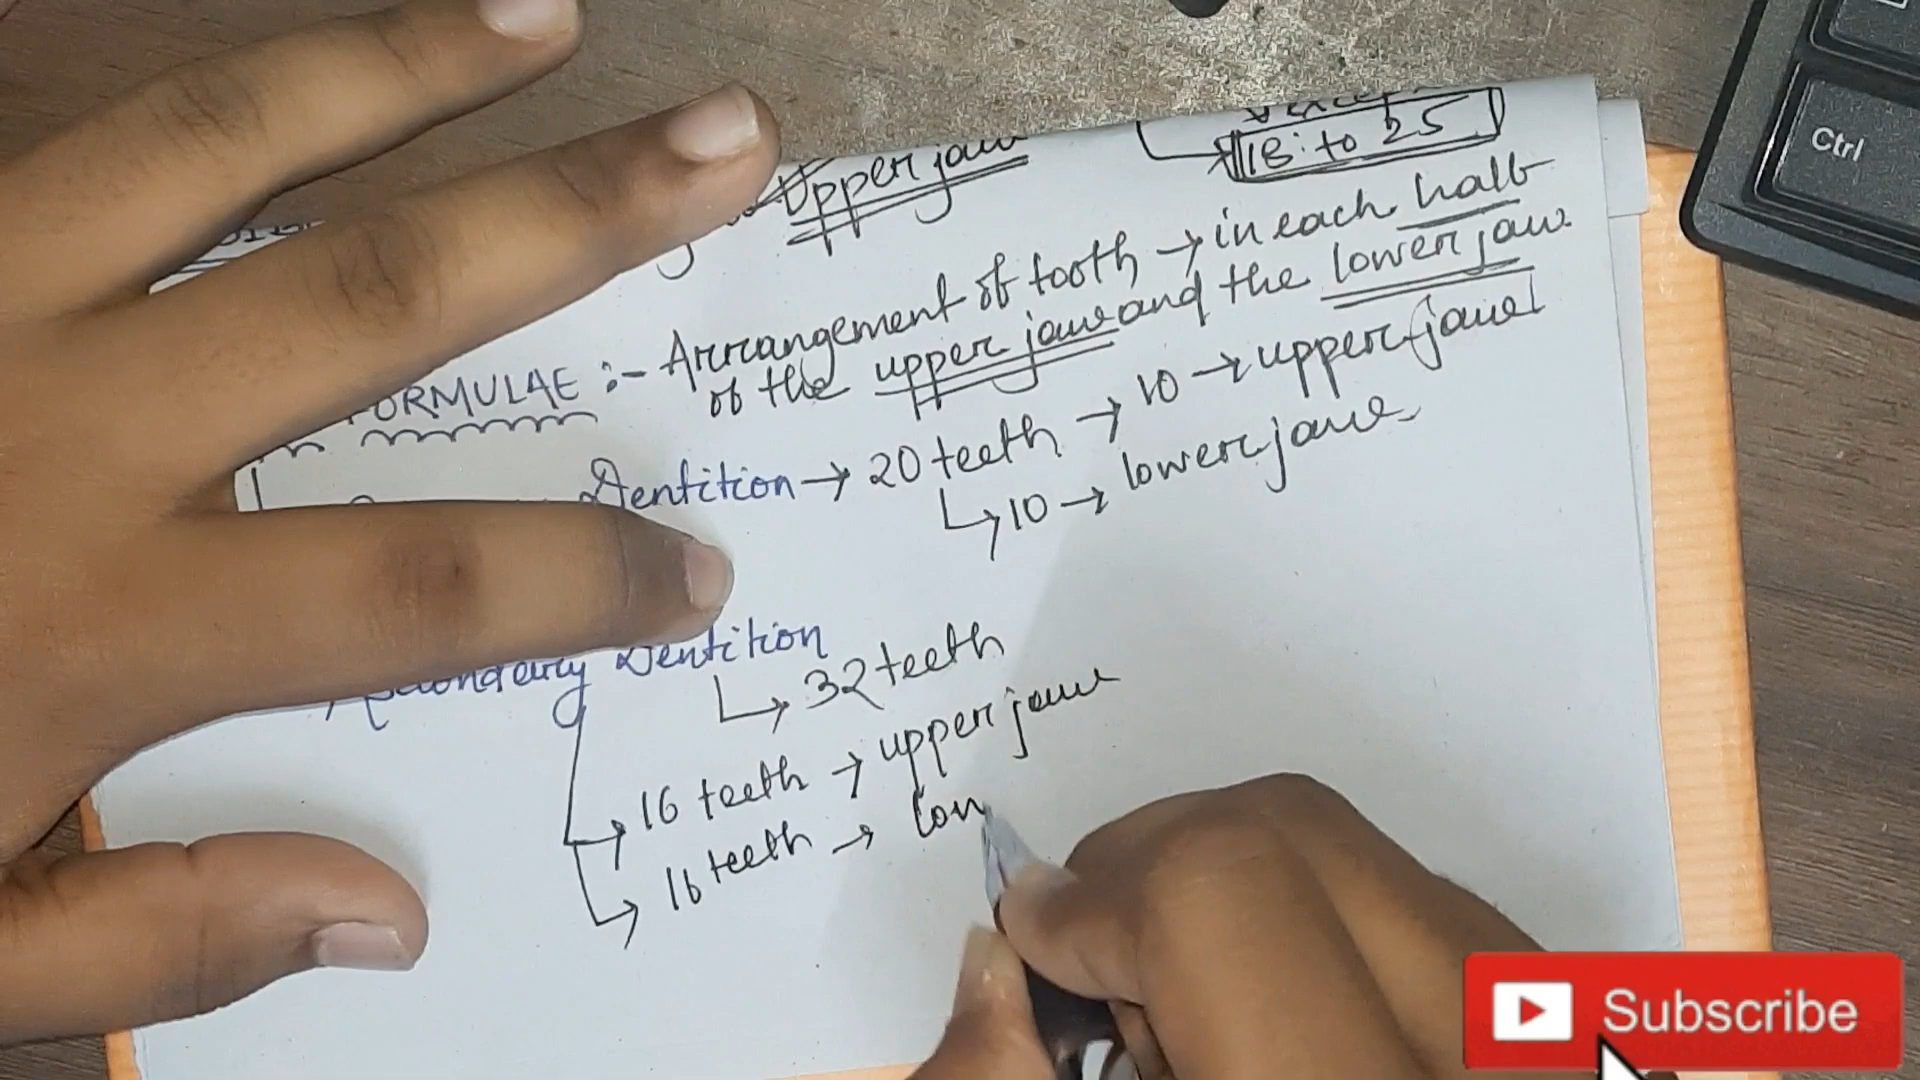 Upper jaw
18 to 25
FORMULAE :- Arrangement of tooth → in each half
of the upper jaw and the lower jaw.
Dentition → 20 teeth → 10 → upper jaw
↳ 10 → lower jaw
Secondary Dentition
↳ 32 teeth
→ 16 teeth → upper jaw
→ 16 teeth → low
Ctrl
Subscribe